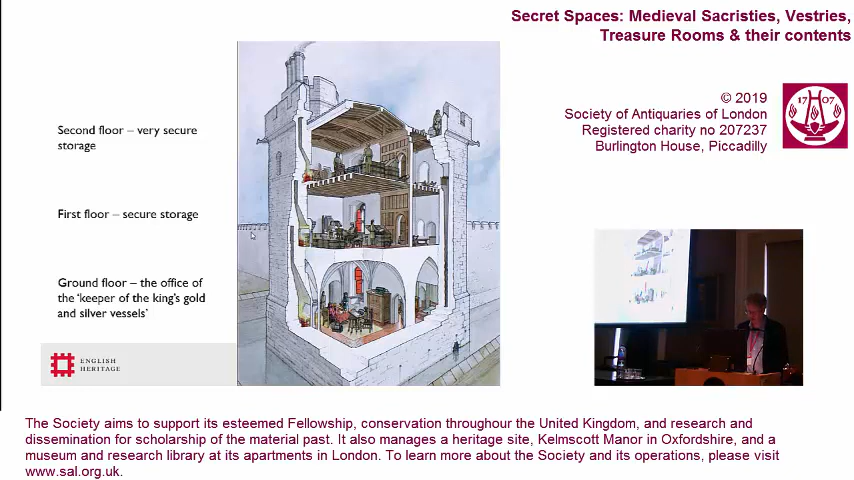 Secret Spaces: Medieval Sacristies, Vestries,
Treasure Rooms & their contents
© 2019
Society of Antiquaries of London
Registered charity no 207237
Burlington House, Piccadilly
17 07
Second floor – very secure
storage
First floor – secure storage
Ground floor – the office of
the ‘keeper of the king's gold
and silver vessels’
ENGLISH
HERITAGE
The Society aims to support its esteemed Fellowship, conservation throughour the United Kingdom, and research and
dissemination for scholarship of the material past. It also manages a heritage site, Kelmscott Manor in Oxfordshire, and a
museum and research library at its apartments in London. To learn more about the Society and its operations, please visit
www.sal.org.uk.